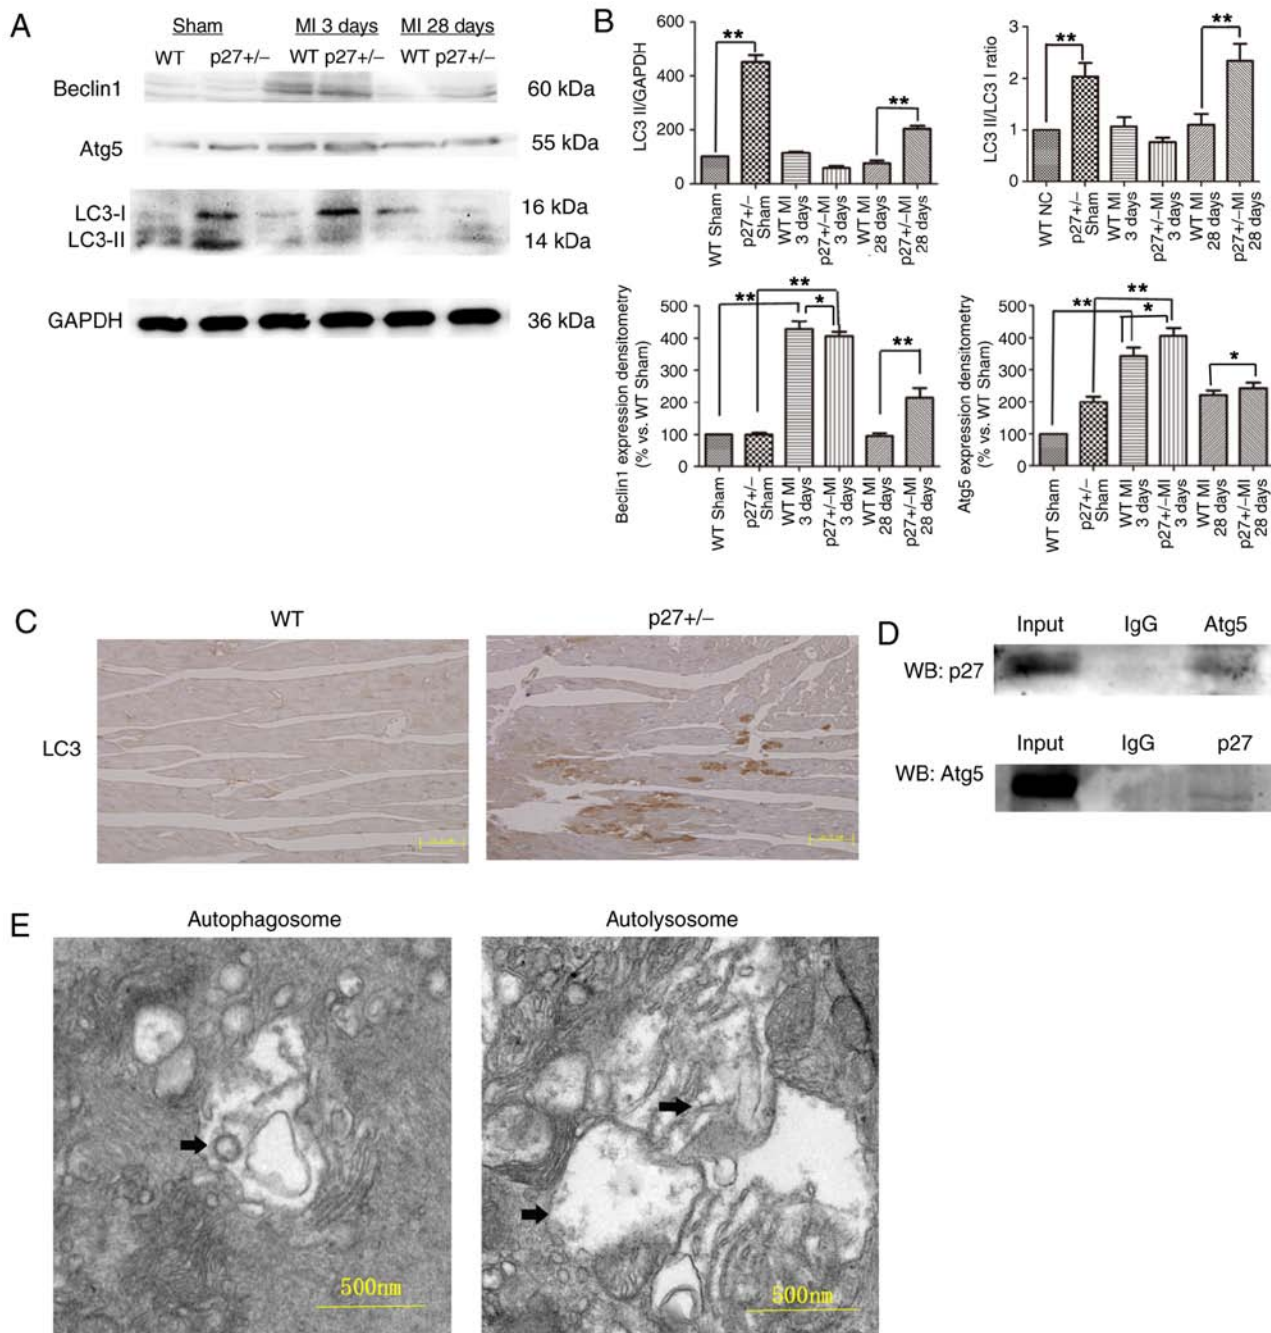 A
Sham
MI 3 days
MI 28 days
WT
p27+/−
WT p27+/−
WT p27+/−
Beclin1
60 kDa
Atg5
55 kDa
LC3-I
16 kDa
LC3-II
14 kDa
GAPDH
36 kDa
B
LC3 II/GAPDH
600
400
200
0
**
**
WT Sham
p27+/−
Sham
WT MI
3 days
p27+/−MI
3 days
WT MI
28 days
p27+/−MI
28 days
LC3 II/LC3 I ratio
3
2
1
0
**
**
WT NC
p27+/−
Sham
WT MI
3 days
p27+/−MI
3 days
WT MI
28 days
p27+/−MI
28 days
Beclin1 expression densitometry
(% vs. WT Sham)
500
400
300
200
100
0
**
**
*
**
WT Sham
p27+/−
Sham
WT MI
3 days
p27+/−MI
3 days
WT MI
28 days
p27+/−MI
28 days
Atg5 expression densitometry
(% vs. WT Sham)
500
400
300
200
100
0
**
**
*
*
WT Sham
p27+/−
Sham
WT MI
3 days
p27+/−MI
3 days
WT MI
28 days
p27+/−MI
28 days
C
WT
p27+/−
LC3
D
Input
IgG
Atg5
WB: p27
Input
IgG
p27
WB: Atg5
E
Autophagosome
Autolysosome
500nm
500nm